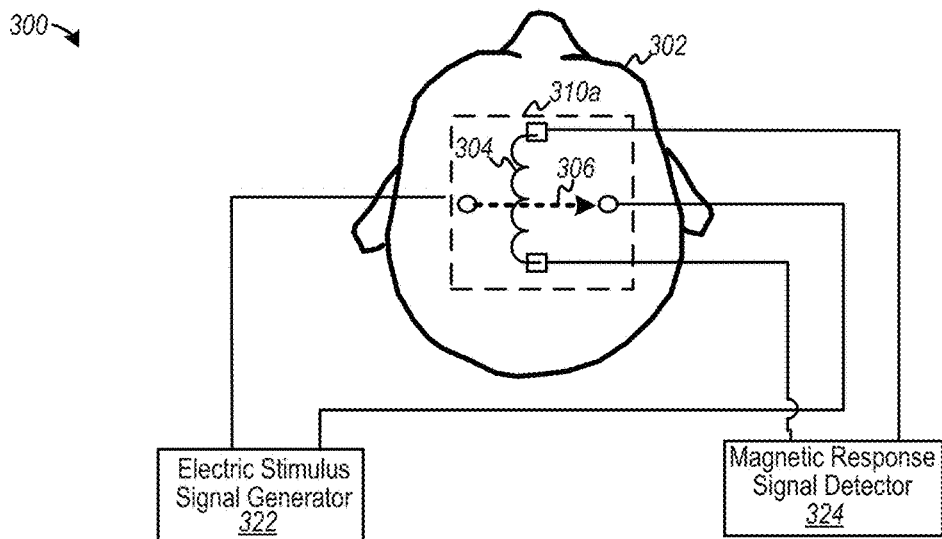 300
302
310a
304
306
Electric Stimulus
Signal Generator
322
Magnetic Response
Signal Detector
324